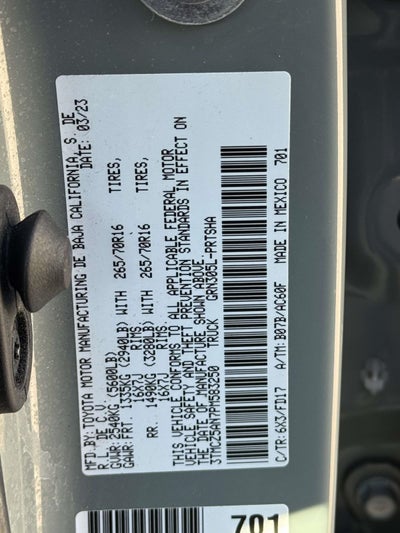 MFD.BY: TOYOTA MOTOR MANUFACTURING DE BAJA CALIFORNIA, S. DE
R. L. DE DATE: 03/23
GVWR: 2540KG (5600LB)
GAWR: FRT 1335KG (2940LB) WITH 265/70R16 TIRES,
16X7J RIMS,
RR. 1490KG (3280LB) WITH 265/70R16 TIRES,
16X7J RIMS,
THIS VEHICLE CONFORMS TO ALL APPLICABLE FEDERAL MOTOR
VEHICLE SAFETY AND THEFT PREVENTION STANDARDS IN EFFECT ON
THE DATE OF MANUFACTURE SHOWN ABOVE.
3TMCZ5AN7PM583250 TRUCK GRN305L-PRTSHA
C/TR: 6X3/FD17 A/TM: B07B/AC60F MADE IN MEXICO 701
701